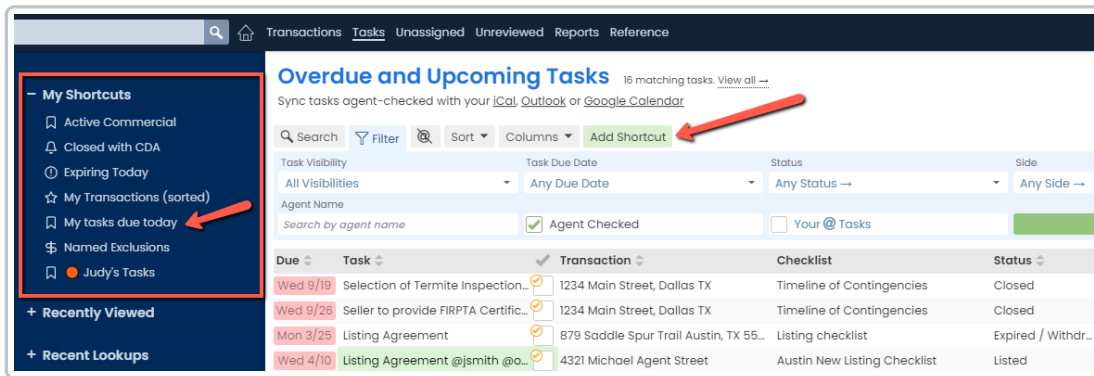 Transactions Tasks Unassigned Unreviewed Reports Reference
− My Shortcuts
Active Commercial
Closed with CDA
Expiring Today
My Transactions (sorted)
My tasks due today
Named Exclusions
Judy's Tasks
+ Recently Viewed
+ Recent Lookups
Overdue and Upcoming Tasks 16 matching tasks. View all →
Sync tasks agent-checked with your iCal, Outlook or Google Calendar
Search Filter Sort Columns Add Shortcut
Task Visibility Task Due Date Status Side
All Visibilities Any Due Date Any Status → Any Side →
Agent Name
Search by agent name Agent Checked Your @ Tasks
Due Task Transaction Checklist Status
Wed 9/19 Selection of Termite Inspection... 1234 Main Street, Dallas TX Timeline of Contingencies Closed
Wed 9/26 Seller to provide FIRPTA Certific... 1234 Main Street, Dallas TX Timeline of Contingencies Closed
Mon 3/25 Listing Agreement 879 Saddle Spur Trail Austin, TX 55... Listing checklist Expired / Withdr...
Wed 4/10 Listing Agreement @jsmith @o... 4321 Michael Agent Street Austin New Listing Checklist Listed